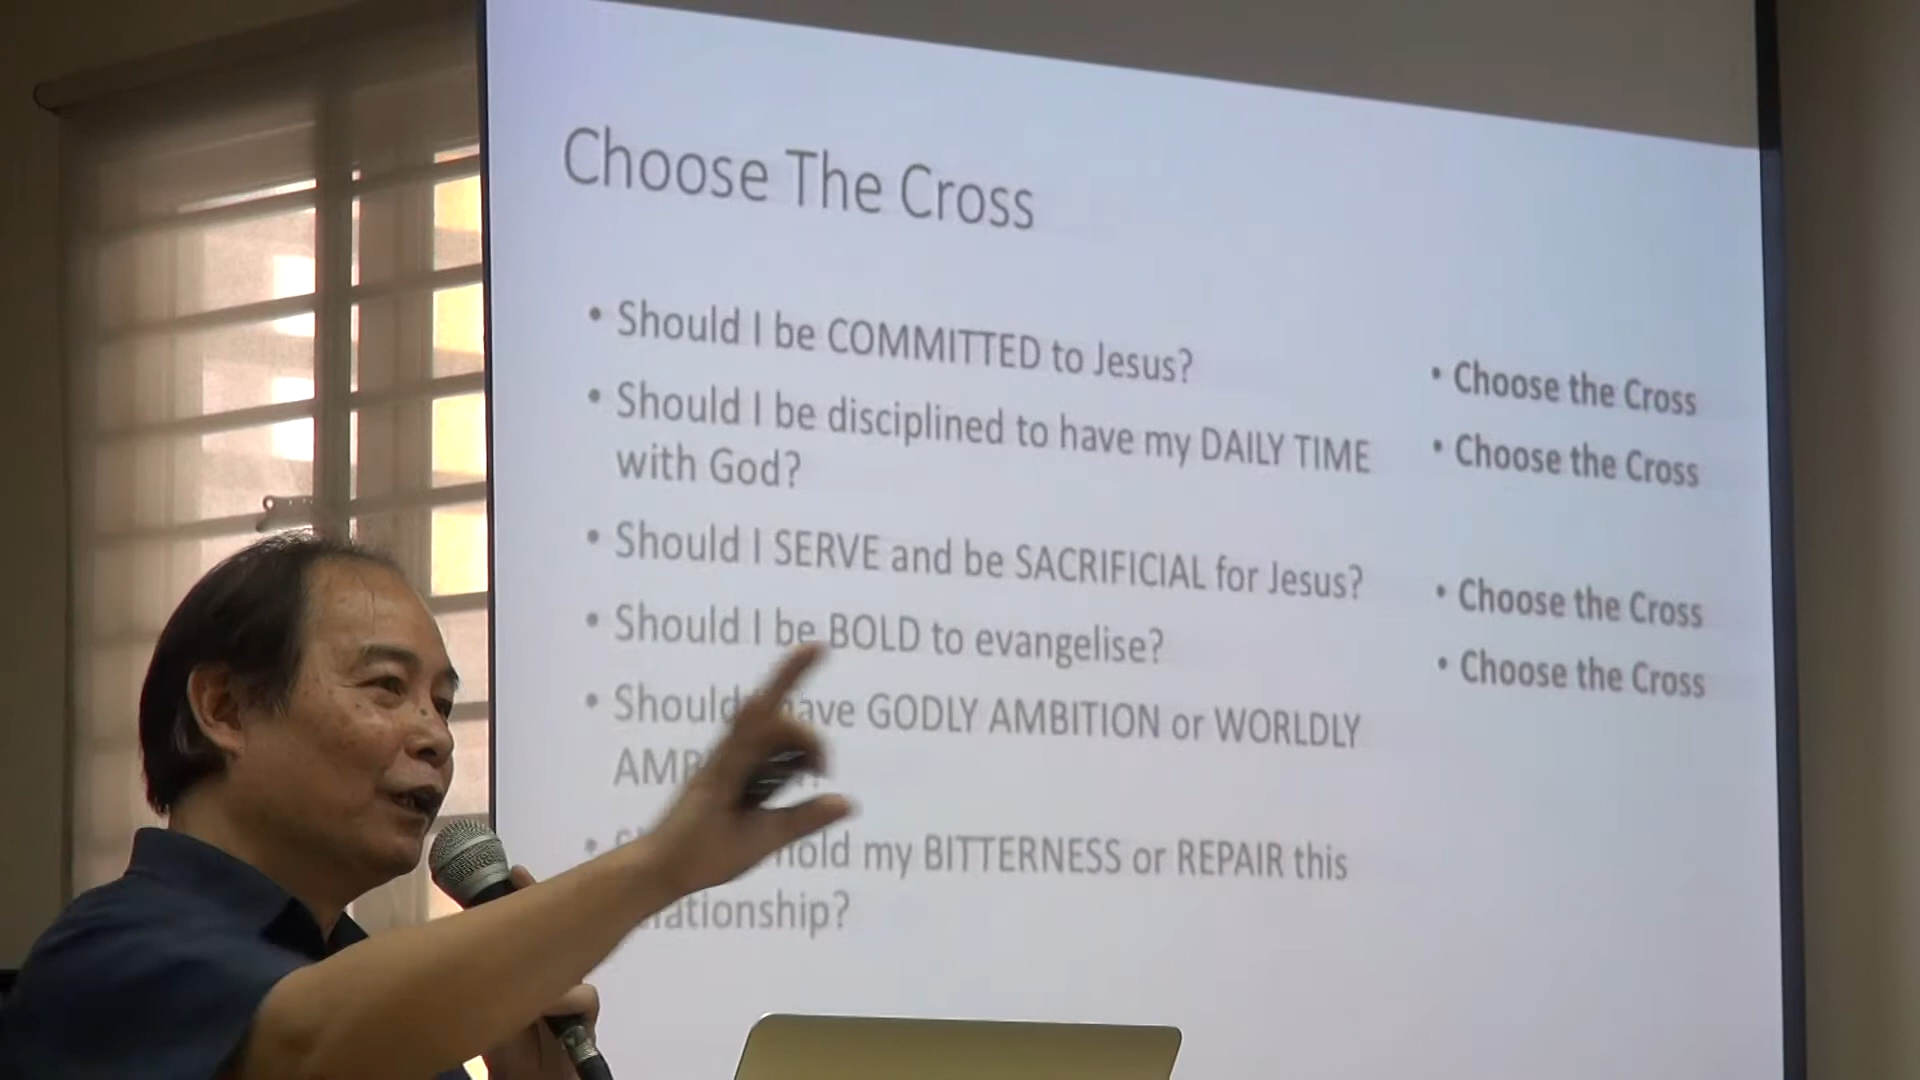 Choose The Cross
• Should I be COMMITTED to Jesus?
• Choose the Cross
• Should I be disciplined to have my DAILY TIME
with God?
• Choose the Cross
• Should I SERVE and be SACRIFICIAL for Jesus?
• Choose the Cross
• Should I be BOLD to evangelise?
• Choose the Cross
• Should have GODLY AMBITION or WORLDLY
• hold my BITTERNESS or REPAIR this
relationship?